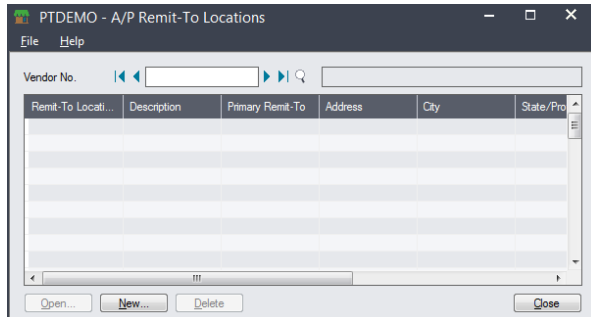 PTDEMO - A/P Remit-To Locations
File Help
Vendor No.
Remit-To Locati... Description Primary Remit-To Address City State/Pro
Open... New... Delete Close